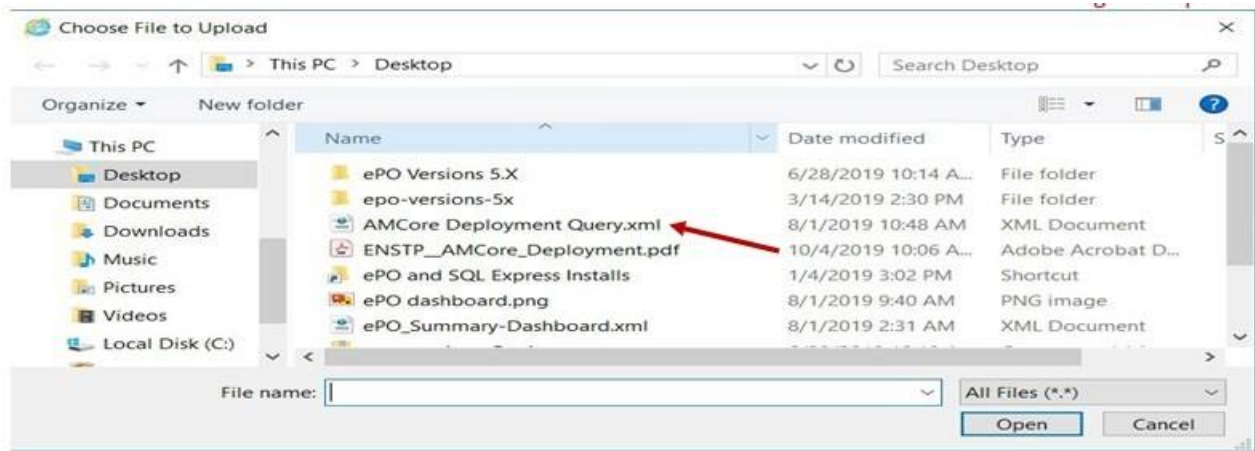 Choose File to Upload
This PC > Desktop
Search Desktop
Organize
New folder
This PC
Desktop
Documents
Downloads
Music
Pictures
Videos
Local Disk (C:)
Name Date modified Type S
ePO Versions 5.X 6/28/2019 10:14 A... File folder
epo-versions-5x 3/14/2019 2:30 PM File folder
AMCore Deployment Query.xml 8/1/2019 10:48 AM XML Document
ENSTP__AMCore_Deployment.pdf 10/4/2019 10:06 A... Adobe Acrobat D...
ePO and SQL Express Installs 1/4/2019 3:02 PM Shortcut
ePO dashboard.png 8/1/2019 9:40 AM PNG image
ePO_Summary-Dashboard.xml 8/1/2019 2:31 AM XML Document
File name:
All Files (*.*)
Open
Cancel